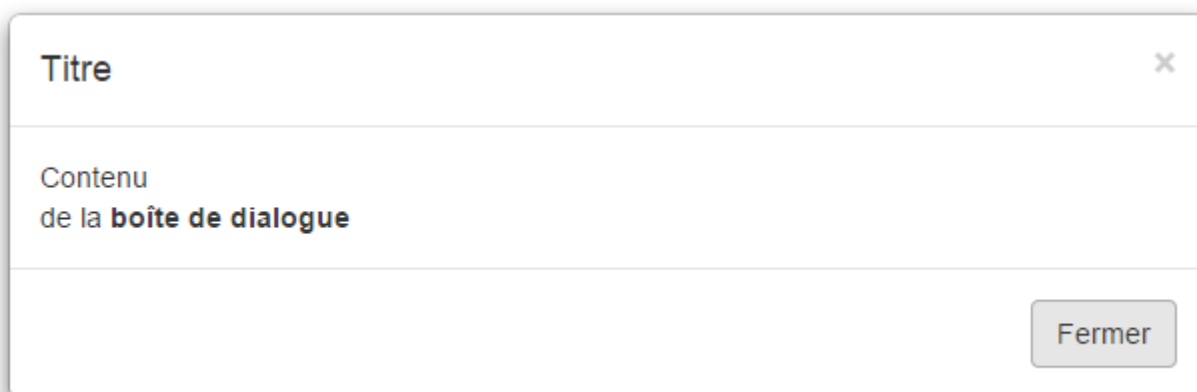 Titre ×
Contenu
de la boîte de dialogue
Fermer